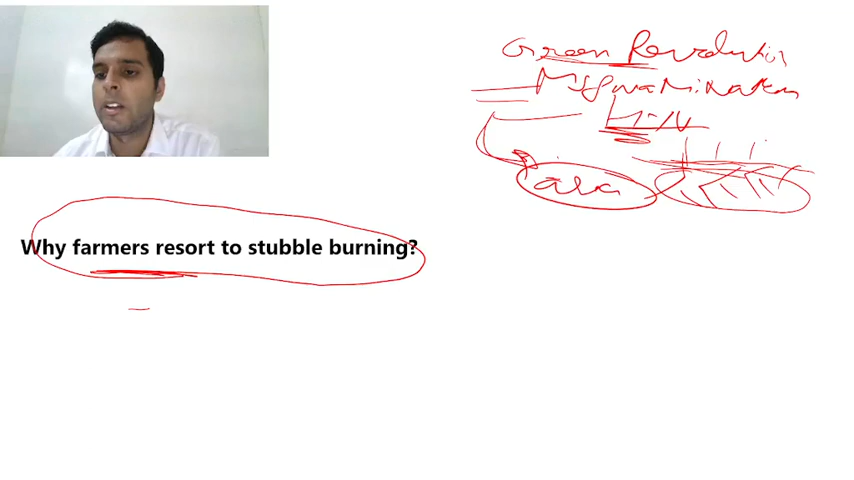 Green Revolution
MS Swaminathan
Why farmers resort to stubble burning?